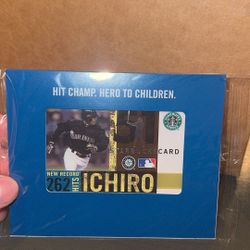 HIT CHAMP. HERO TO CHILDREN.
CARD
NEW RECORD
262 HITS
ICHIRO